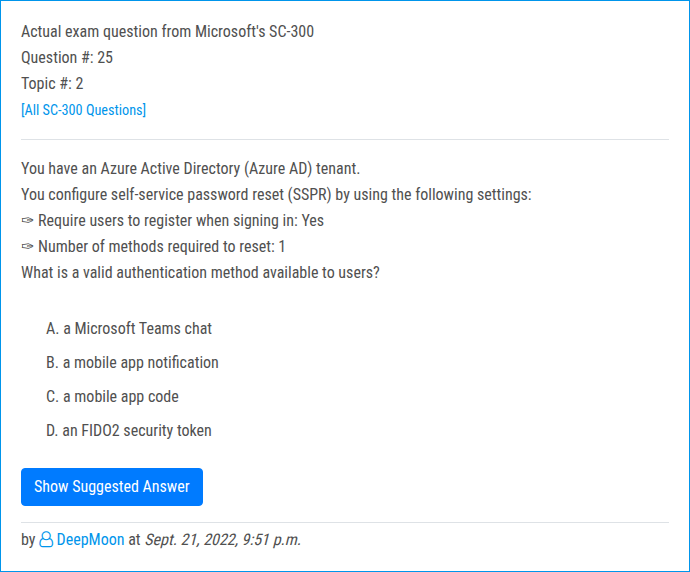 Actual exam question from Microsoft's SC-300
Question #: 25
Topic #: 2
[All SC-300 Questions]
You have an Azure Active Directory (Azure AD) tenant.
You configure self-service password reset (SSPR) by using the following settings:
✑ Require users to register when signing in: Yes
✑ Number of methods required to reset: 1
What is a valid authentication method available to users?
A. a Microsoft Teams chat
B. a mobile app notification
C. a mobile app code
D. an FIDO2 security token
Show Suggested Answer
by DeepMoon at Sept. 21, 2022, 9:51 p.m.